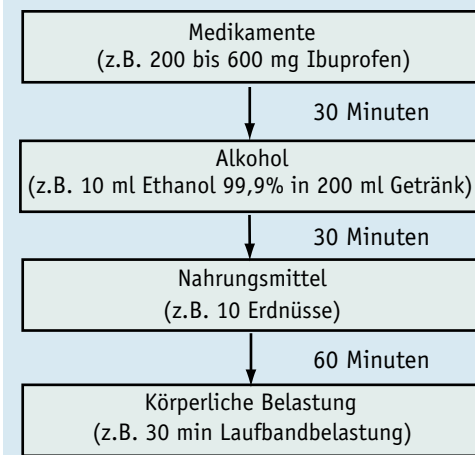 Medikamente
(z.B. 200 bis 600 mg Ibuprofen)
30 Minuten
Alkohol
(z.B. 10 ml Ethanol 99,9% in 200 ml Getränk)
30 Minuten
Nahrungsmittel
(z.B. 10 Erdnüsse)
60 Minuten
Körperliche Belastung
(z.B. 30 min Laufbandbelastung)